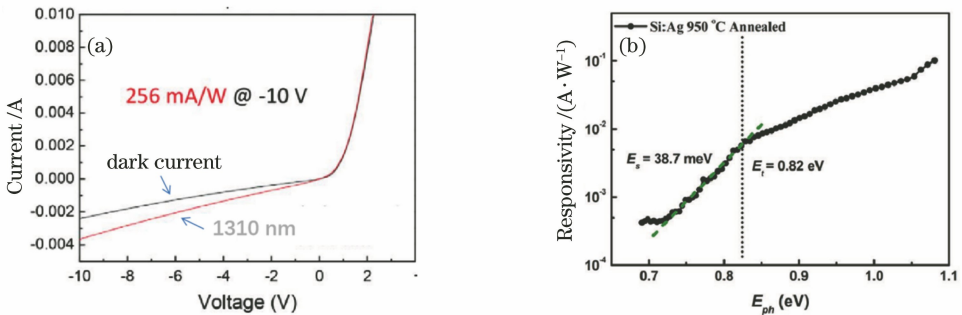 (a)
256 mA/W @ -10 V
dark current
1310 nm
Current /A
0.010
0.008
0.006
0.004
0.002
0.000
-0.002
-0.004
-10 -8 -6 -4 -2 0 2
Voltage (V)
Si:Ag 950 °C Annealed
(b)
E_s = 38.7 meV
E_t = 0.82 eV
Responsivity /(A· W⁻¹)
10⁻¹
10⁻²
10⁻³
10⁻⁴
0.7 0.8 0.9 1.0 1.1
E_ph (eV)